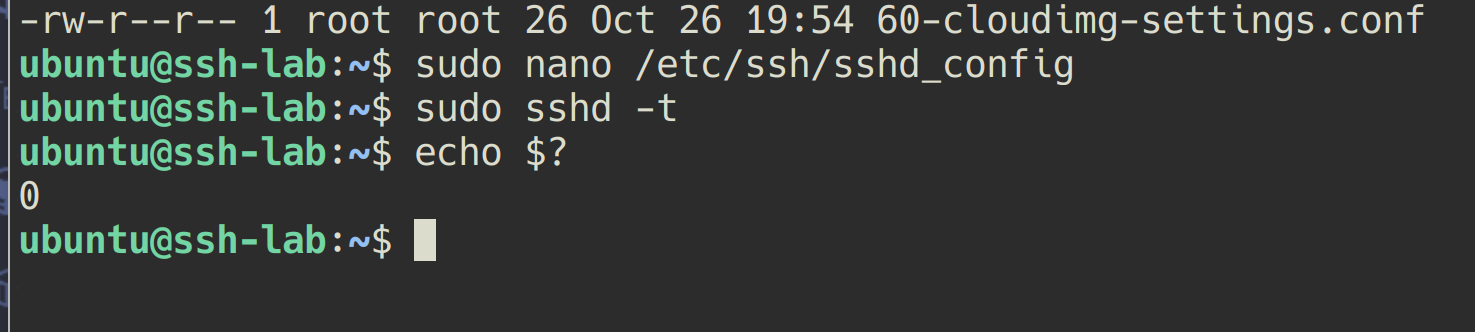 -rw-r--r-- 1 root root 26 Oct 26 19:54 60-cloudimg-settings.conf
ubuntu@ssh-lab:~$ sudo nano /etc/ssh/sshd_config
ubuntu@ssh-lab:~$ sudo sshd -t
ubuntu@ssh-lab:~$ echo $?
0
ubuntu@ssh-lab:~$